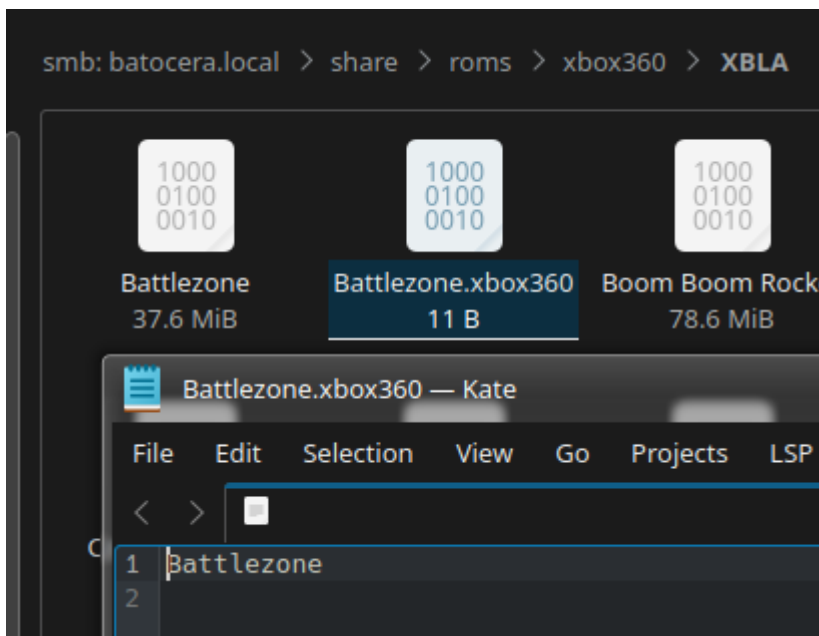 smb: batocera.local > share > roms > xbox360 > XBLA
1000 1000 1000
0100 0100 0100
0010 0010 0010
Battlezone Battlezone.xbox360 Boom Boom Rock
37.6 MiB 11 B 78.6 MiB
Battlezone.xbox360 — Kate
File Edit Selection View Go Projects LSP
C
1 Battlezone
2